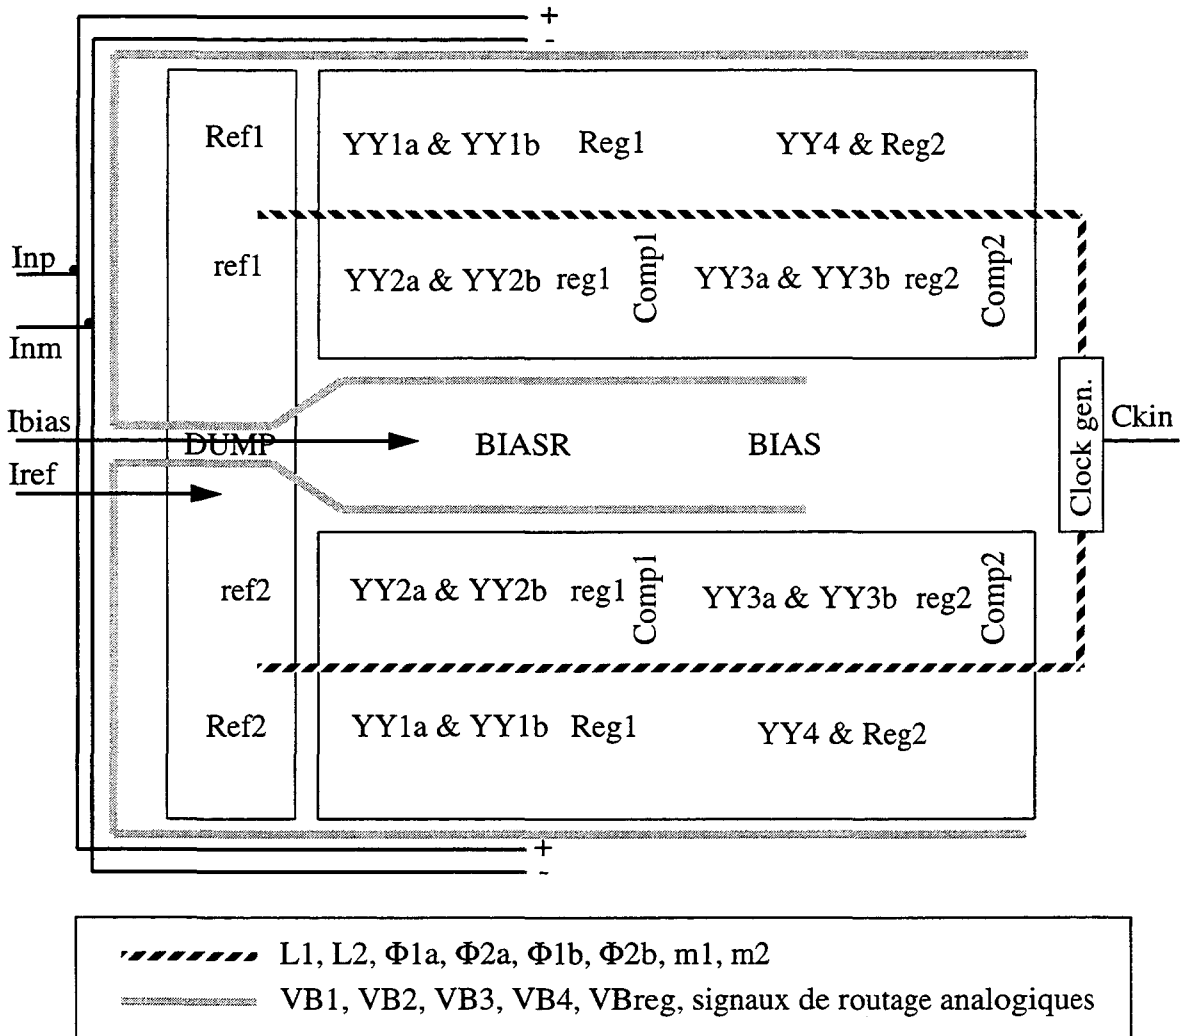 +
-
Ref1
YY1a & YY1b Reg1 YY4 & Reg2
Inp
ref1
YY2a & YY2b reg1 Comp1 YY3a & YY3b reg2 Comp2
Inm
Ibias
DUMP
BIASR
BIAS
Clock gen.
Ckin
Iref
ref2
YY2a & YY2b reg1 Comp1 YY3a & YY3b reg2 Comp2
Ref2
YY1a & YY1b Reg1 YY4 & Reg2
+
-
L1, L2, Φ1a, Φ2a, Φ1b, Φ2b, m1, m2
VB1, VB2, VB3, VB4, VBreg, signaux de routage analogiques